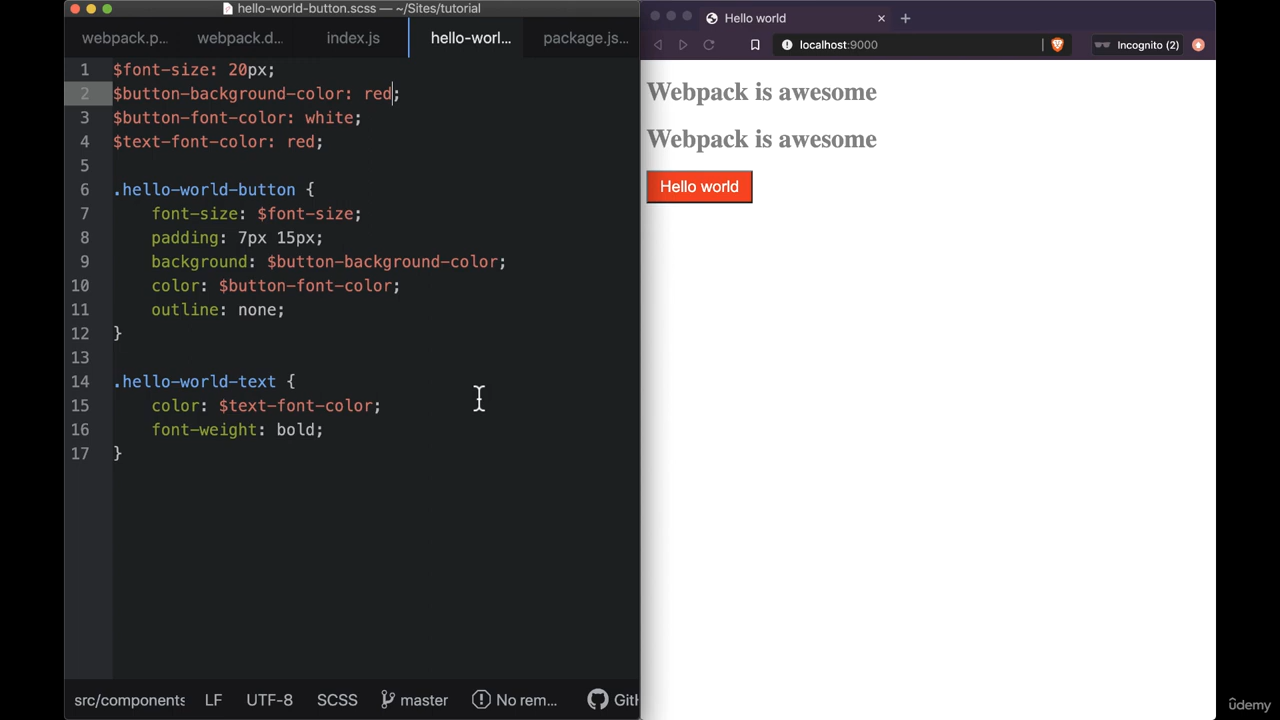 hello-world-button.scss — ~/Sites/tutorial
webpack.p... webpack.d... index.js hello-worl... package.js...
1 $font-size: 20px;
2 $button-background-color: red;
3 $button-font-color: white;
4 $text-font-color: red;
5
6 .hello-world-button {
7 font-size: $font-size;
8 padding: 7px 15px;
9 background: $button-background-color;
10 color: $button-font-color;
11 outline: none;
12 }
13
14 .hello-world-text {
15 color: $text-font-color;
16 font-weight: bold;
17 }
src/components LF UTF-8 SCSS master No rem... GitH
Hello world
localhost:9000 Incognito (2)
Webpack is awesome
Webpack is awesome
Hello world
ûdemy